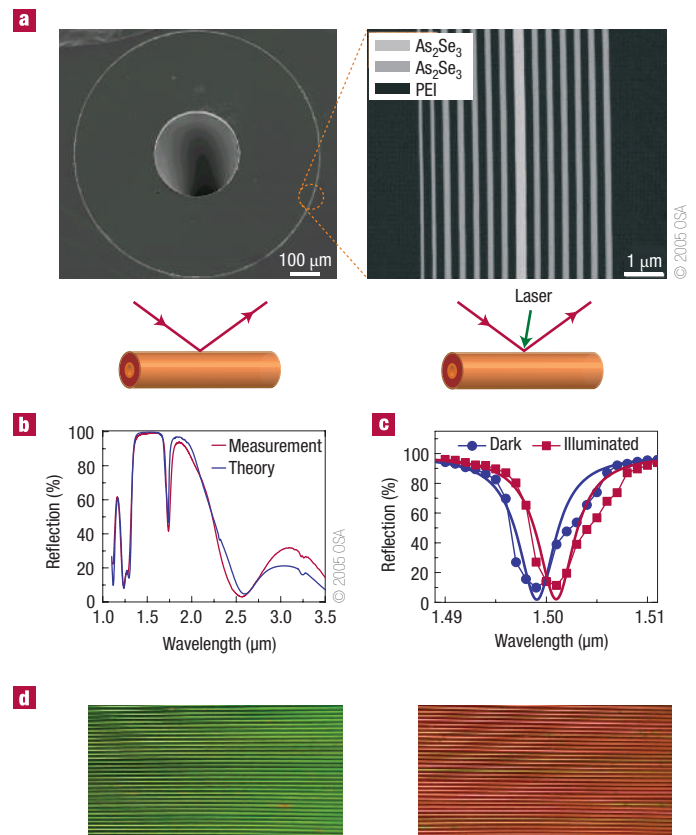 a
As₂Se₃
As₂Se₃
PEI
100 µm
1 µm
© 2005 OSA
Laser
b
Reflection (%)
100
80
60
40
20
0
Measurement
Theory
1.0
1.5
2.0
2.5
3.0
3.5
Wavelength (µm)
© 2005 OSA
c
Reflection (%)
100
80
60
40
20
0
Dark
Illuminated
1.49
1.50
1.51
Wavelength (µm)
d